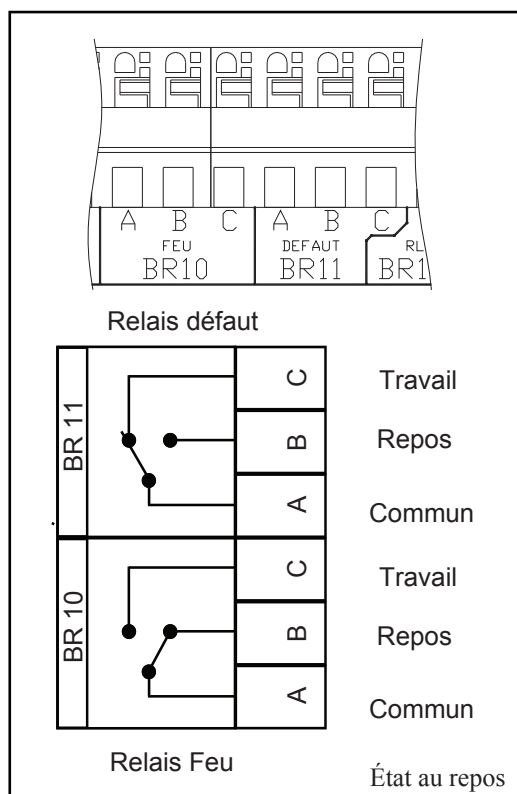 A B C A B C
FEU DEFAUT RL
BR10 BR11 BR1
Relais défaut
BR 11
C Travail
B Repos
A Commun
BR 10
C Travail
B Repos
A Commun
Relais Feu
État au repos